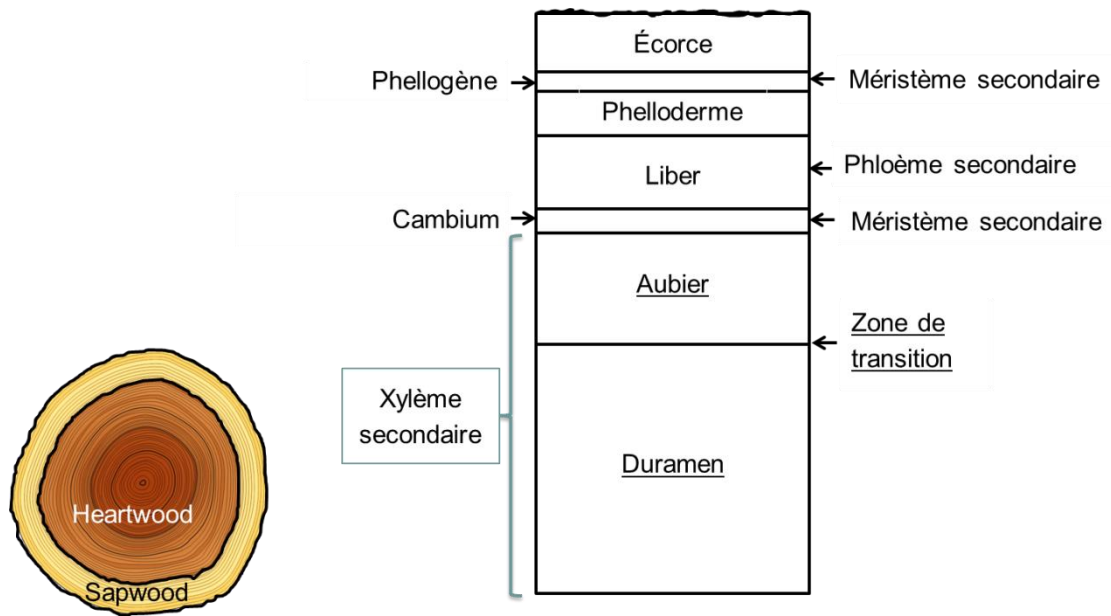 Écorce
Phellogène
Méristème secondaire
Phelloderme
Liber
Phloème secondaire
Cambium
Méristème secondaire
Aubier
Zone de
transition
Xylème
secondaire
Duramen
Heartwood
Sapwood